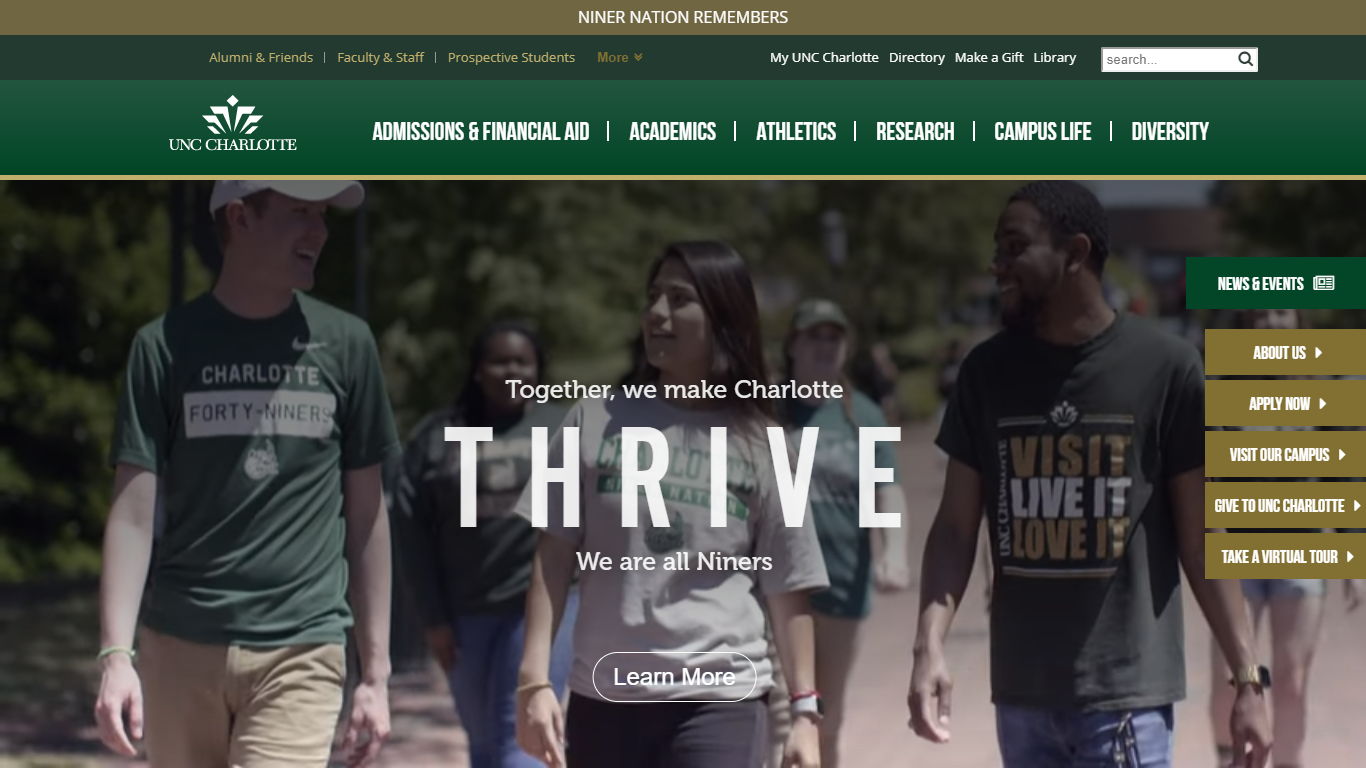 NINER NATION REMEMBERS
Alumni & Friends | Faculty & Staff | Prospective Students More
My UNC Charlotte Directory Make a Gift Library search...
UNC CHARLOTTE
ADMISSIONS & FINANCIAL AID | ACADEMICS | ATHLETICS | RESEARCH | CAMPUS LIFE | DIVERSITY
NEWS & EVENTS
ABOUT US
APPLY NOW
VISIT OUR CAMPUS
GIVE TO UNC CHARLOTTE
TAKE A VIRTUAL TOUR
Together, we make Charlotte
THRIVE
We are all Niners
Learn More
CHARLOTTE
FORTY-NINERS
CHARLOTTE
NATION
UNC CHARLOTTE
VISIT
LIVE IT
LOVE IT